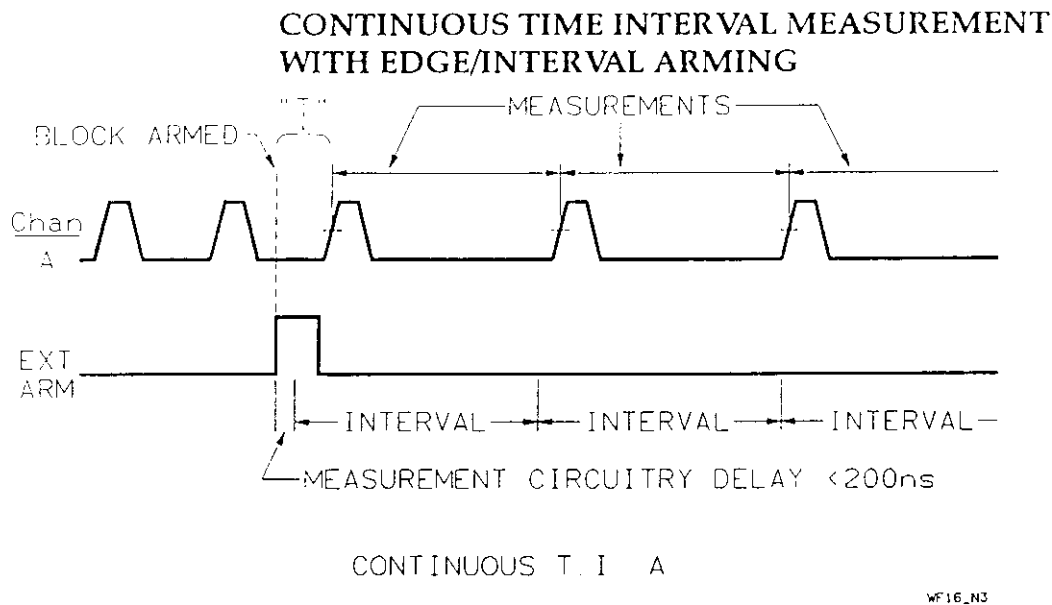 CONTINUOUS TIME INTERVAL MEASUREMENT
WITH EDGE/INTERVAL ARMING
"T"
MEASUREMENTS
BLOCK ARMED
Chan
A
EXT
ARM
INTERVAL INTERVAL INTERVAL
MEASUREMENT CIRCUITRY DELAY <200ns
CONTINUOUS T. I A
WF16_N3